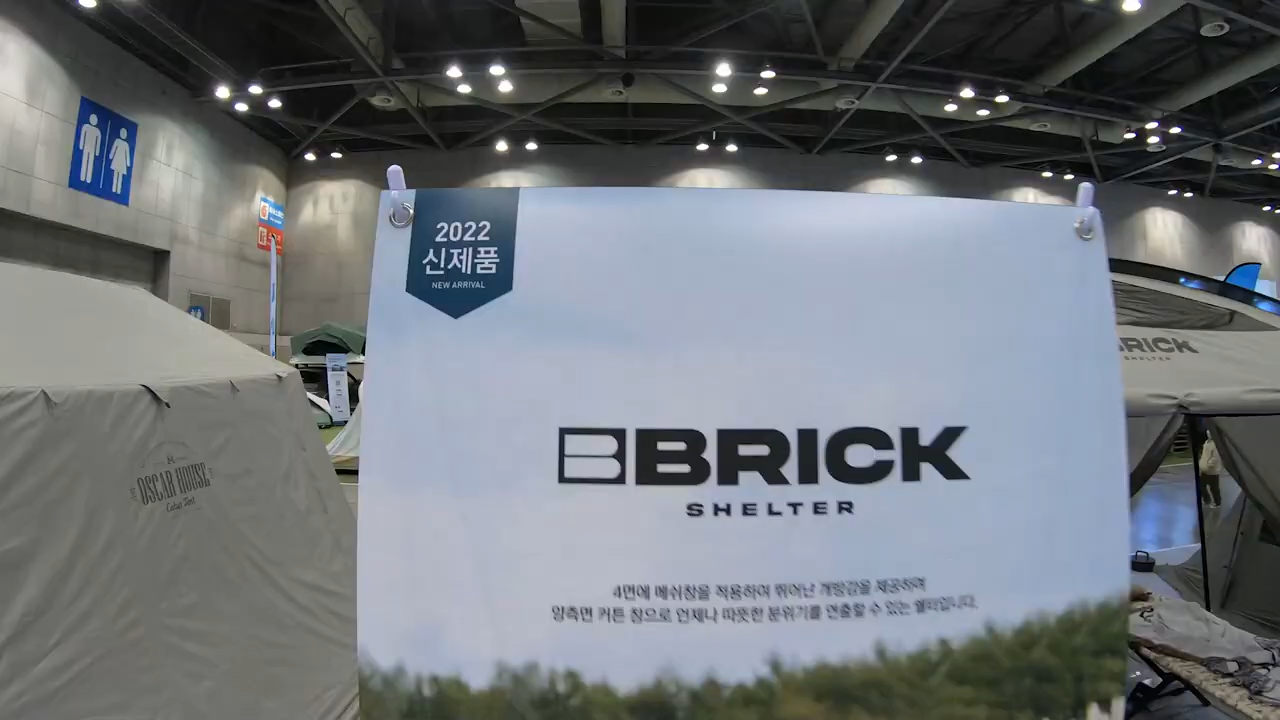 2022
신제품
NEW ARRIVAL
BRICK
SHELTER
4면에 메쉬창을 적용하여 뛰어난 개방감을 제공하며
양측면 커튼 창으로 언제나 따뜻한 분위기를 연출할 수 있는 쉘터입니다.
OSCAR HOUSE
RICK
SHELTER